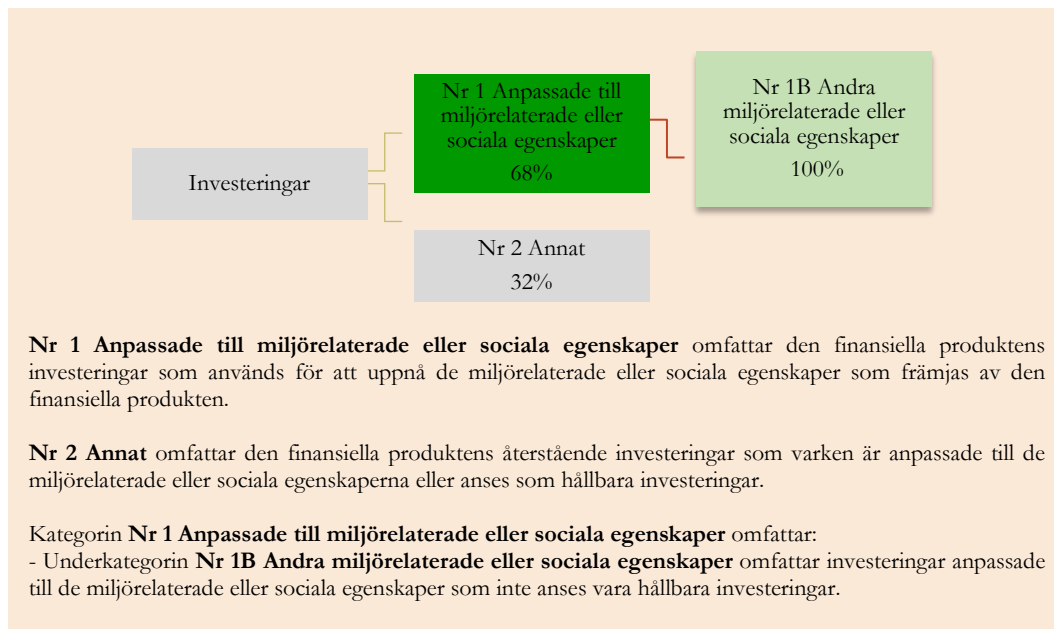 Investeringar
Nr 1 Anpassade till
miljörelaterade eller
sociala egenskaper
68%
Nr 1B Andra
miljörelaterade eller
sociala egenskaper
100%
Nr 2 Annat
32%
Nr 1 Anpassade till miljörelaterade eller sociala egenskaper omfattar den finansiella produktens
investeringar som används för att uppnå de miljörelaterade eller sociala egenskaper som främjas av den
finansiella produkten.
Nr 2 Annat omfattar den finansiella produktens återstående investeringar som varken är anpassade till de
miljörelaterade eller sociala egenskaperna eller anses som hållbara investeringar.
Kategorin Nr 1 Anpassade till miljörelaterade eller sociala egenskaper omfattar:
- Underkategorin Nr 1B Andra miljörelaterade eller sociala egenskaper omfattar investeringar anpassade
till de miljörelaterade eller sociala egenskaper som inte anses vara hållbara investeringar.